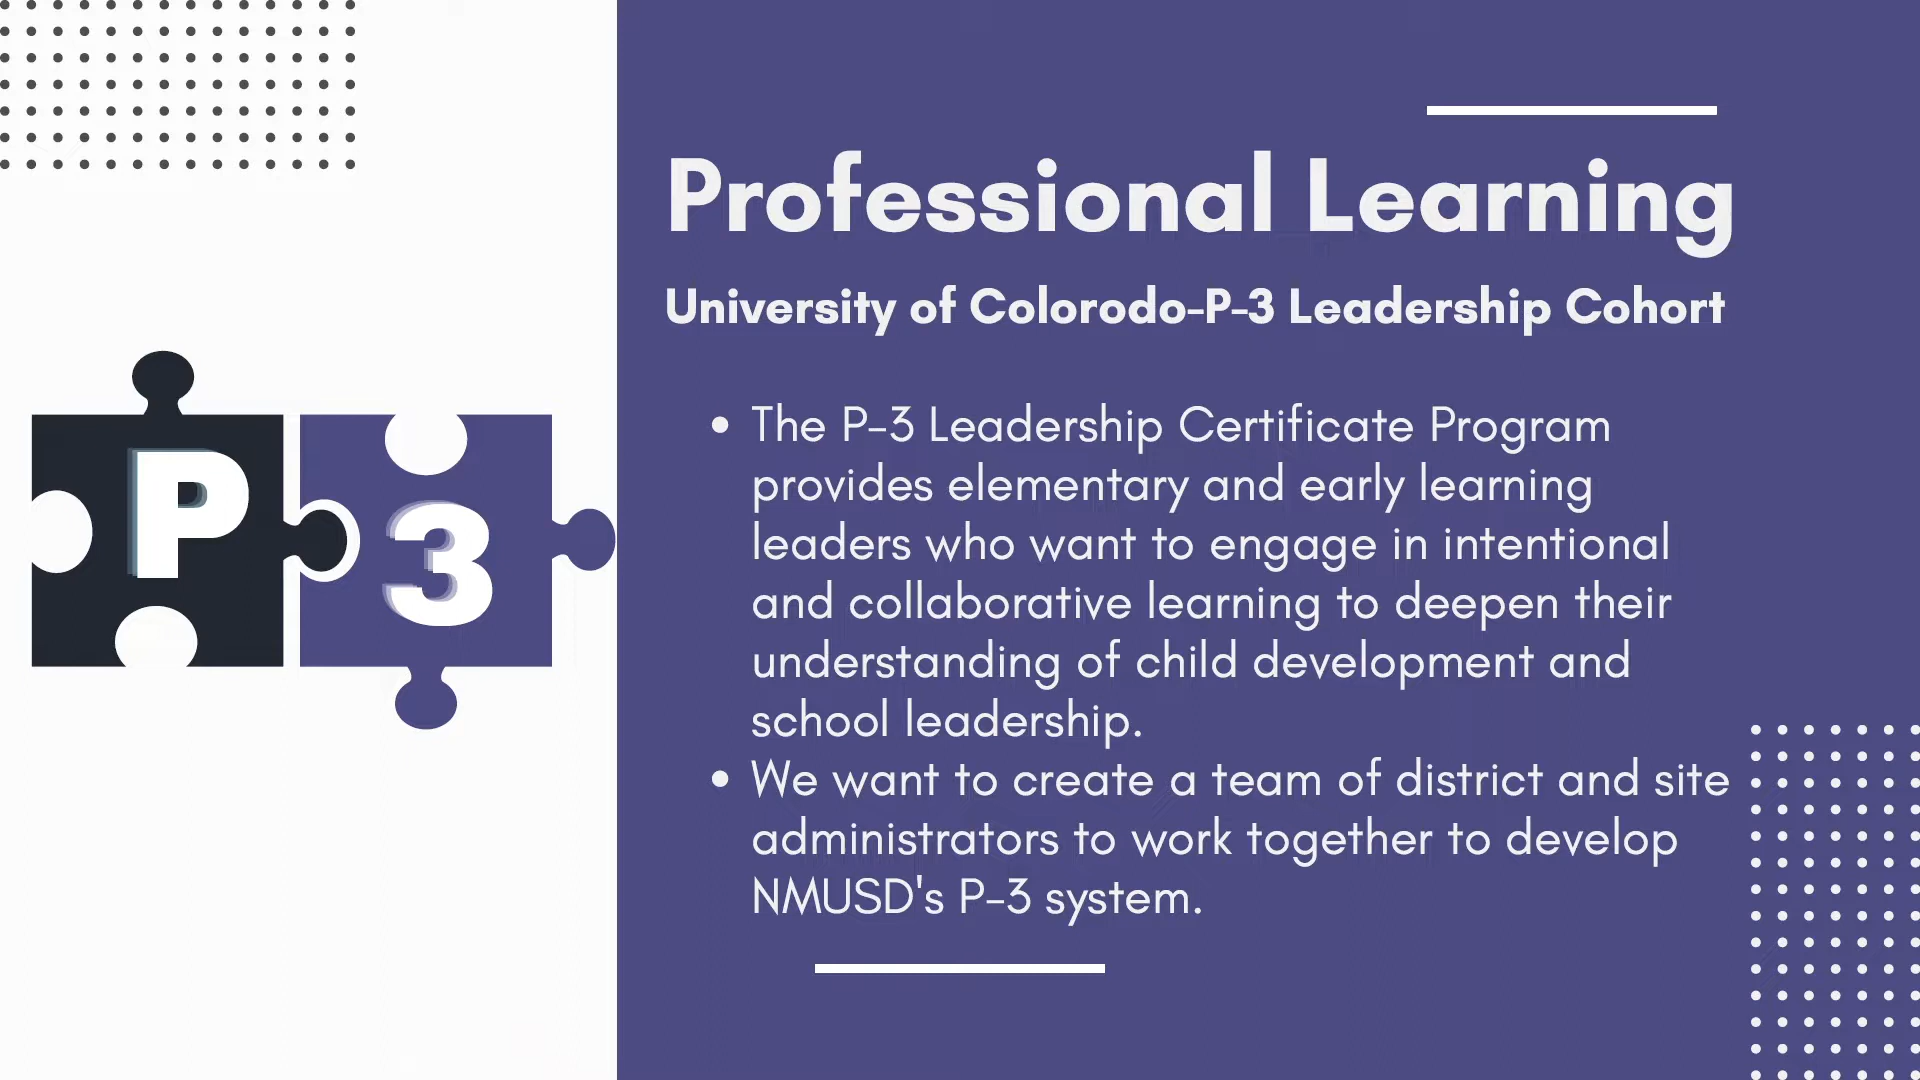 P
3
Professional Learning
University of Colorodo-P-3 Leadership Cohort
• The P-3 Leadership Certificate Program
provides elementary and early learning
leaders who want to engage in intentional
and collaborative learning to deepen their
understanding of child development and
school leadership.
• We want to create a team of district and site
administrators to work together to develop
NMUSD's P-3 system.